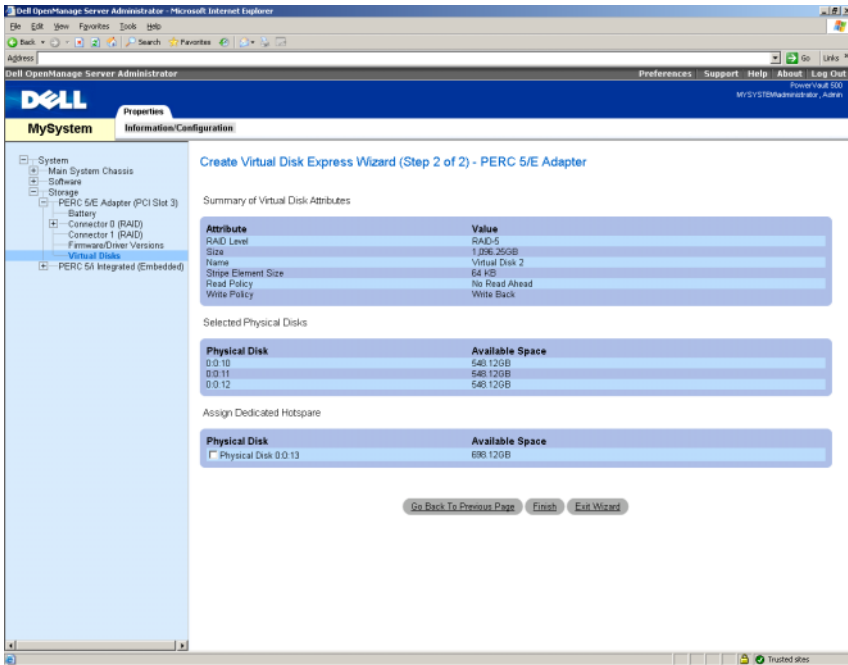 Dell OpenManage Server Administrator - Microsoft Internet Explorer
File Edit View Favorites Tools Help
Back Search Favorites
Address Go Links
Dell OpenManage Server Administrator Preferences Support Help About Log Out
DELL
PowerVault 500
MYSYSTEM\administrator, Admin
Properties
MySystem
Information/Configuration
System
Main System Chassis
Software
Storage
PERC 5/E Adapter (PCI Slot 3)
Battery
Connector 0 (RAID)
Connector 1 (RAID)
Firmware/Driver Versions
Virtual Disks
PERC 5/i Integrated (Embedded)
Create Virtual Disk Express Wizard (Step 2 of 2) - PERC 5/E Adapter
Summary of Virtual Disk Attributes
Attribute Value
RAID Level RAID-5
Size 1,096.25GB
Name Virtual Disk 2
Stripe Element Size 64 KB
Read Policy No Read Ahead
Write Policy Write Back
Selected Physical Disks
Physical Disk Available Space
0:0:10 548.12GB
0:0:11 548.12GB
0:0:12 548.12GB
Assign Dedicated Hotspare
Physical Disk Available Space
Physical Disk 0:0:13 698.12GB
Go Back To Previous Page Finish Exit Wizard
Trusted sites